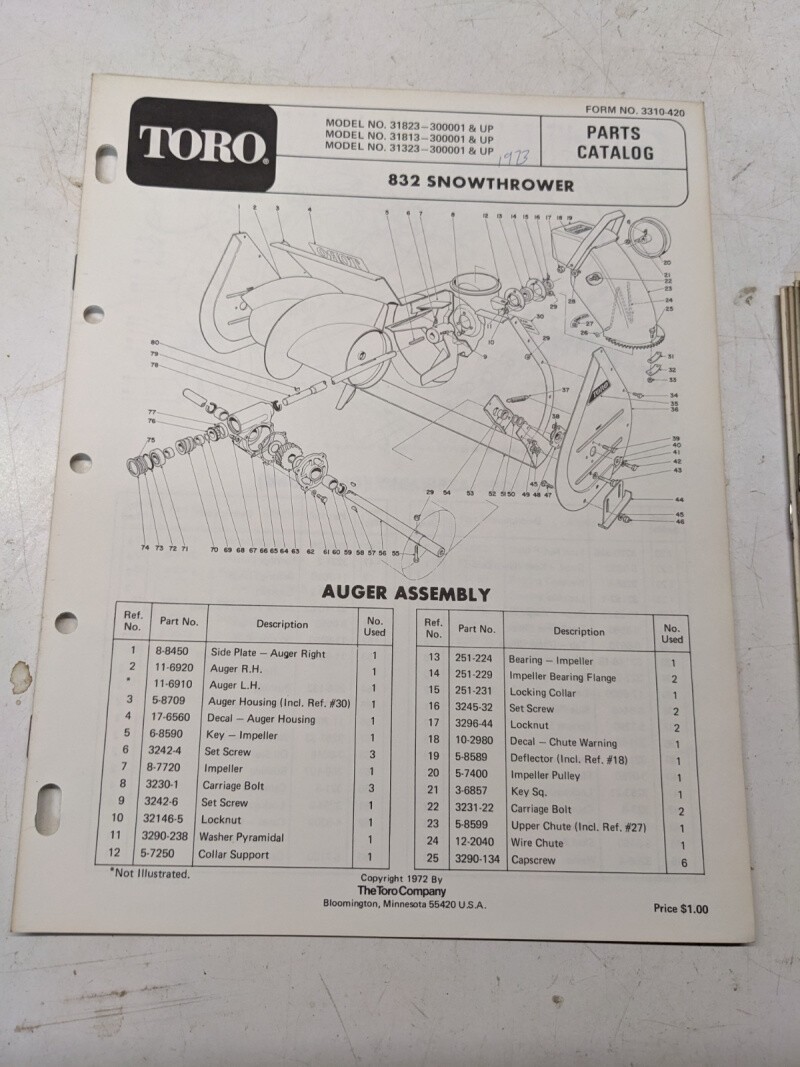 FORM NO. 3310-420
TORO®
MODEL NO. 31823-300001 & UP
MODEL NO. 31813-300001 & UP
MODEL NO. 31323-300001 & UP
1973
PARTS
CATALOG
832 SNOWTHROWER
AUGER ASSEMBLY
Ref. No. Part No. Description No. Used
1 8-8450 Side Plate — Auger Right 1
2 11-6920 Auger R.H. 1
* 11-6910 Auger L.H. 1
3 5-8709 Auger Housing (Incl. Ref. #30) 1
4 17-6560 Decal — Auger Housing 1
5 6-8590 Key — Impeller 1
6 3242-4 Set Screw 3
7 8-7720 Impeller 1
8 3230-1 Carriage Bolt 3
9 3242-6 Set Screw 1
10 32146-5 Locknut 1
11 3290-238 Washer Pyramidal 1
12 5-7250 Collar Support 1
*Not Illustrated.
Ref. No. Part No. Description No. Used
13 251-224 Bearing — Impeller 1
14 251-229 Impeller Bearing Flange 2
15 251-231 Locking Collar 1
16 3245-32 Set Screw 2
17 3296-44 Locknut 2
18 10-2980 Decal — Chute Warning 1
19 5-8589 Deflector (Incl. Ref. #18) 1
20 5-7400 Impeller Pulley 1
21 3-6857 Key Sq. 1
22 3231-22 Carriage Bolt 2
23 5-8599 Upper Chute (Incl. Ref. #27) 1
24 12-2040 Wire Chute 1
25 3290-134 Capscrew 6
Copyright 1972 By
The Toro Company
Bloomington, Minnesota 55420 U.S.A.
Price $1.00